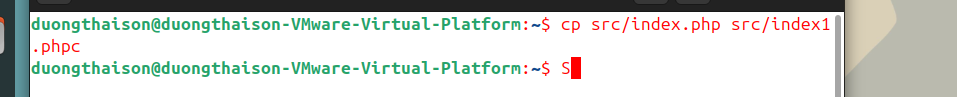 duongthaison@duongthaison-VMware-Virtual-Platform:~$ cp src/index.php src/index1
.phpc
duongthaison@duongthaison-VMware-Virtual-Platform:~$ S